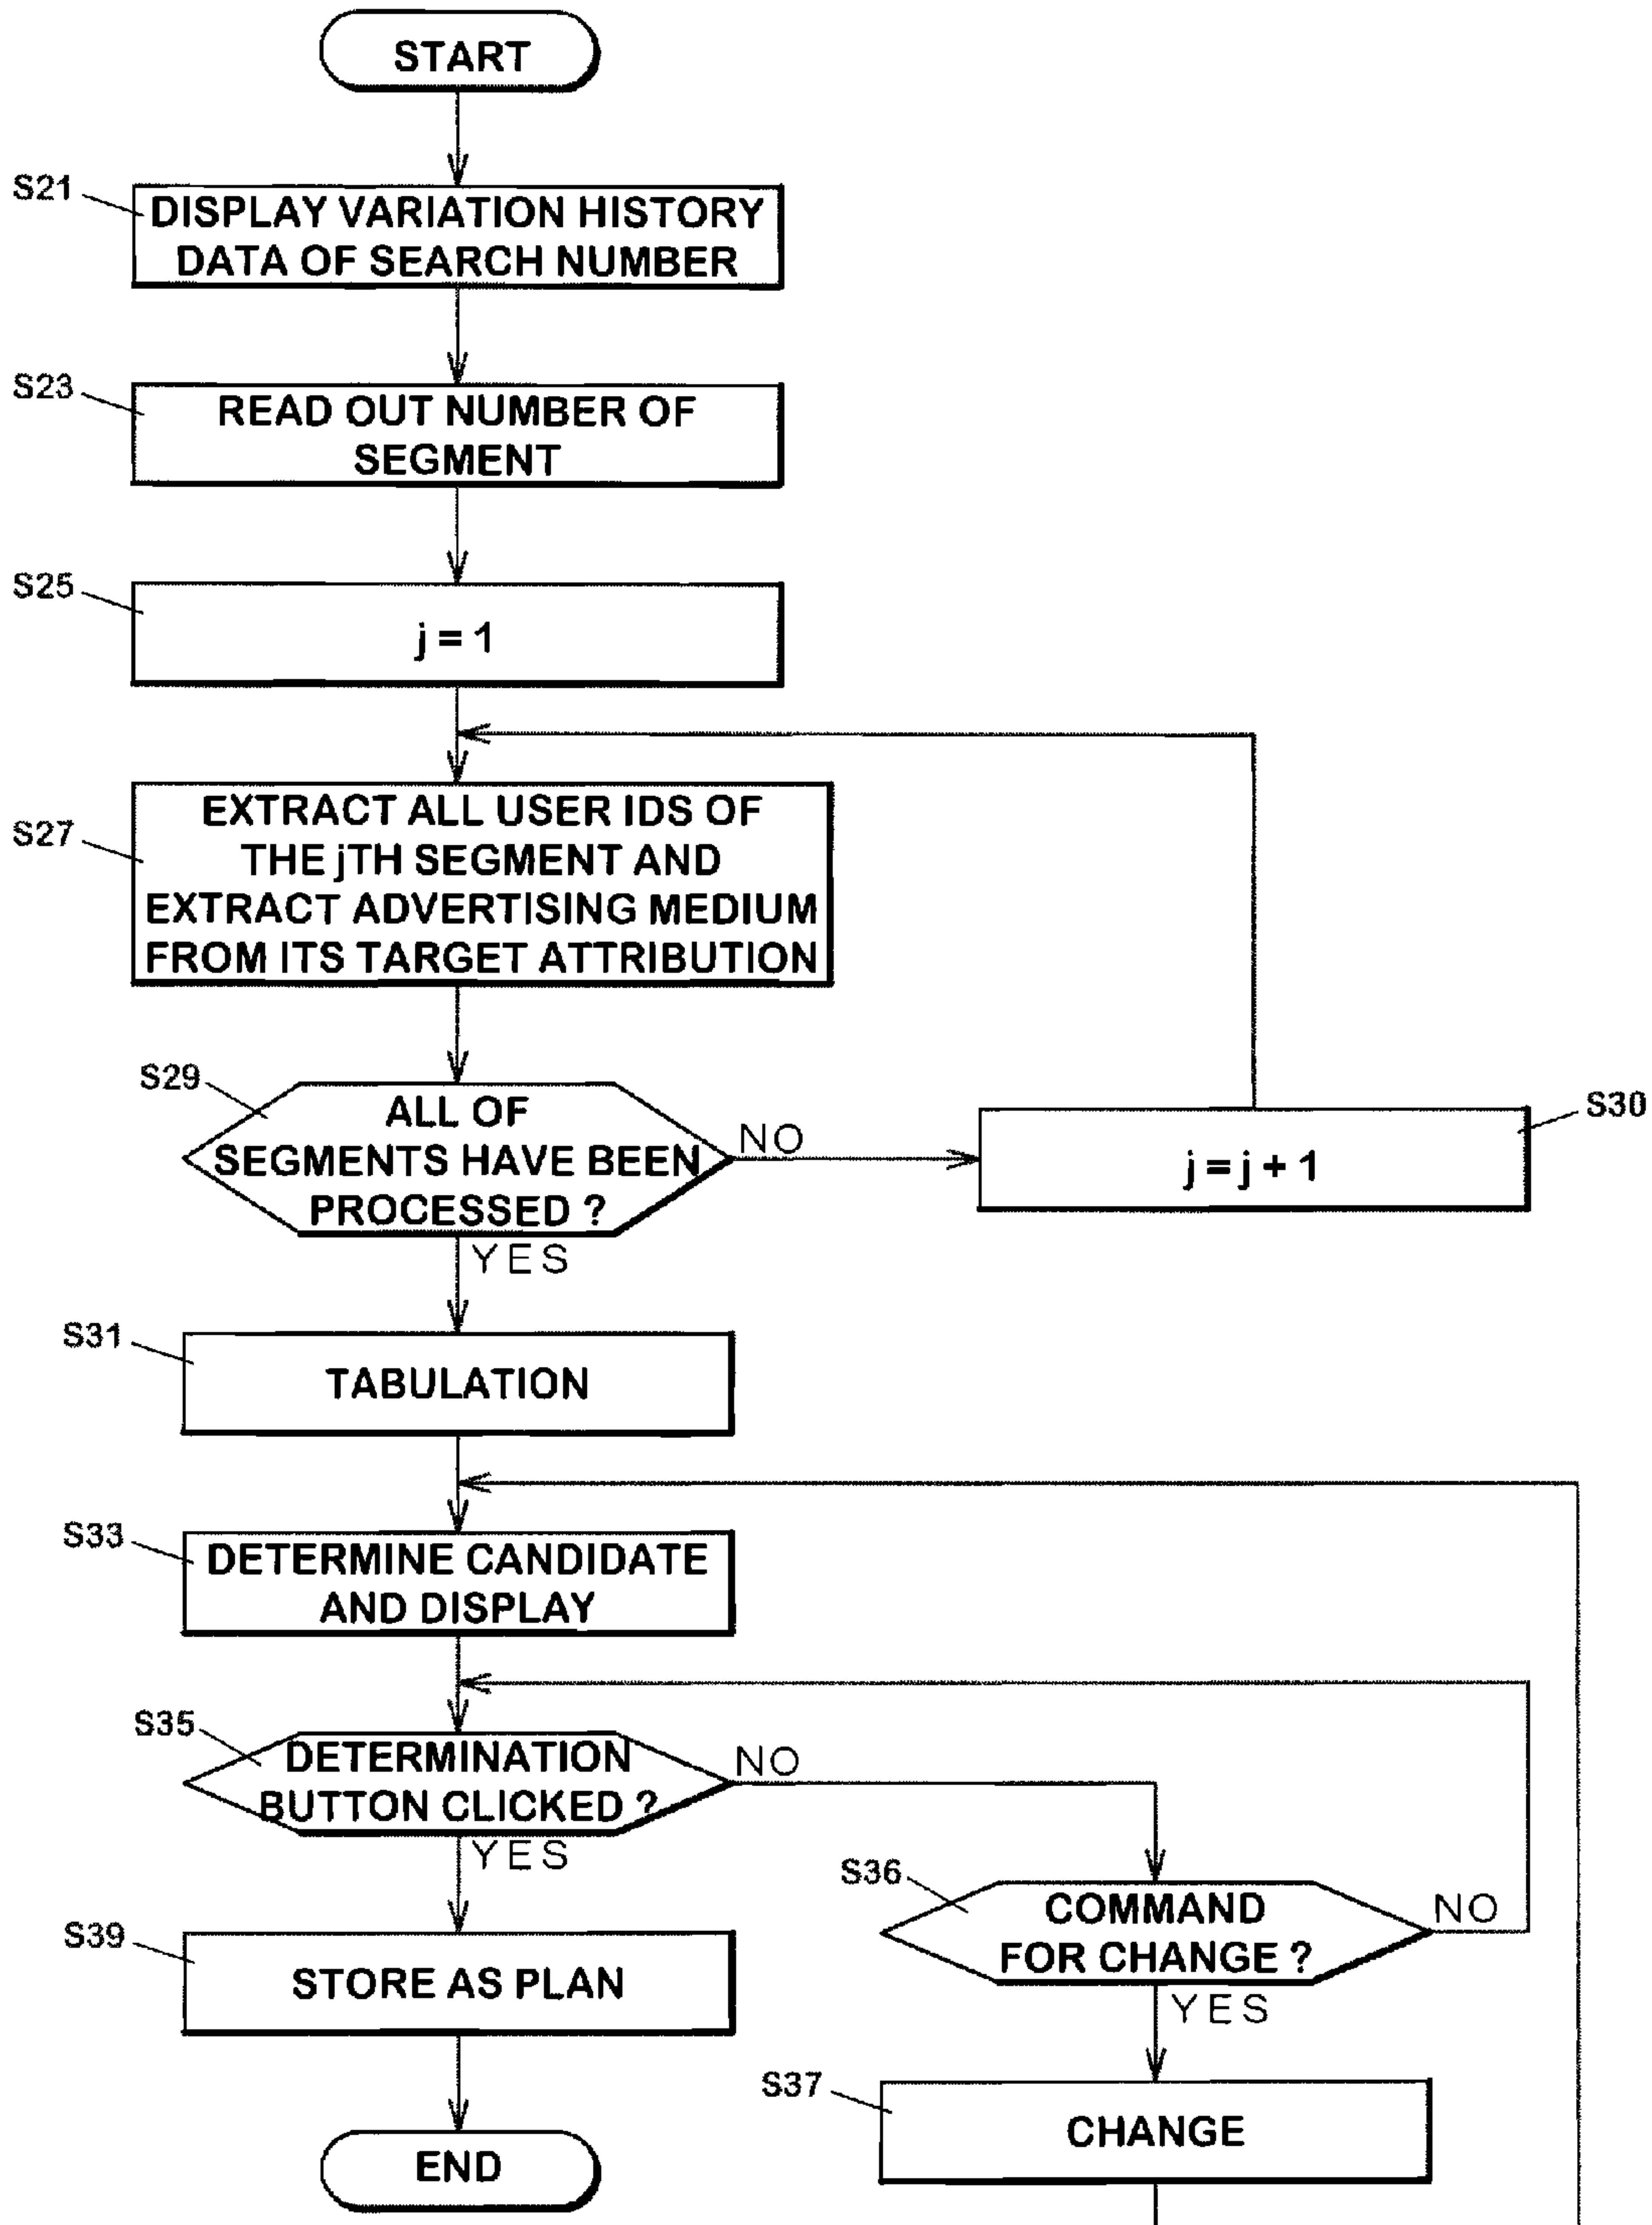 START
S21
DISPLAY VARIATION HISTORY
DATA OF SEARCH NUMBER
S23
READ OUT NUMBER OF
SEGMENT
S25
j = 1
S27
EXTRACT ALL USER IDS OF
THE jTH SEGMENT AND
EXTRACT ADVERTISING MEDIUM
FROM ITS TARGET ATTRIBUTION
S29
ALL OF
SEGMENTS HAVE BEEN
PROCESSED ?
NO
S30
j = j + 1
YES
S31
TABULATION
S33
DETERMINE CANDIDATE
AND DISPLAY
S35
DETERMINATION
BUTTON CLICKED ?
NO
YES
S36
COMMAND
FOR CHANGE ?
NO
YES
S39
STORE AS PLAN
S37
CHANGE
END